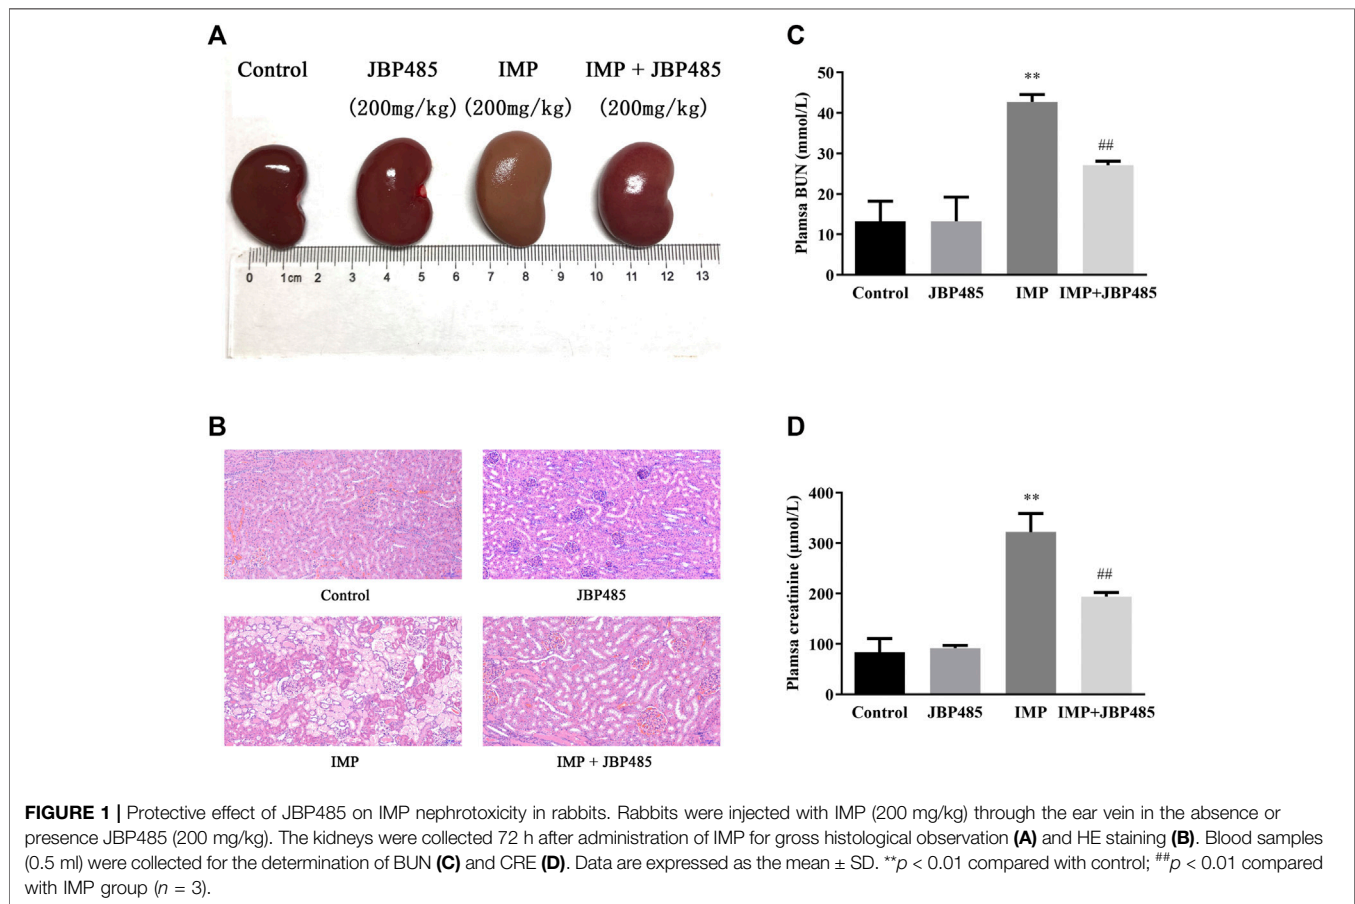 A
Control JBP485 IMP IMP + JBP485
(200mg/kg) (200mg/kg) (200mg/kg)
0 1cm 2 3 4 5 6 7 8 9 10 11 12 13
B
Control
JBP485
IMP
IMP + JBP485
C
Plamsa BUN (mmol/L)
50
40
30
20
10
0
**
##
Control JBP485 IMP IMP+JBP485
D
Plamsa creatinine (μmol/L)
400
300
200
100
0
**
##
Control JBP485 IMP IMP+JBP485
FIGURE 1 | Protective effect of JBP485 on IMP nephrotoxicity in rabbits. Rabbits were injected with IMP (200 mg/kg) through the ear vein in the absence or
presence JBP485 (200 mg/kg). The kidneys were collected 72 h after administration of IMP for gross histological observation (A) and HE staining (B). Blood samples
(0.5 ml) were collected for the determination of BUN (C) and CRE (D). Data are expressed as the mean ± SD. **p < 0.01 compared with control; ##p < 0.01 compared
with IMP group (n = 3).